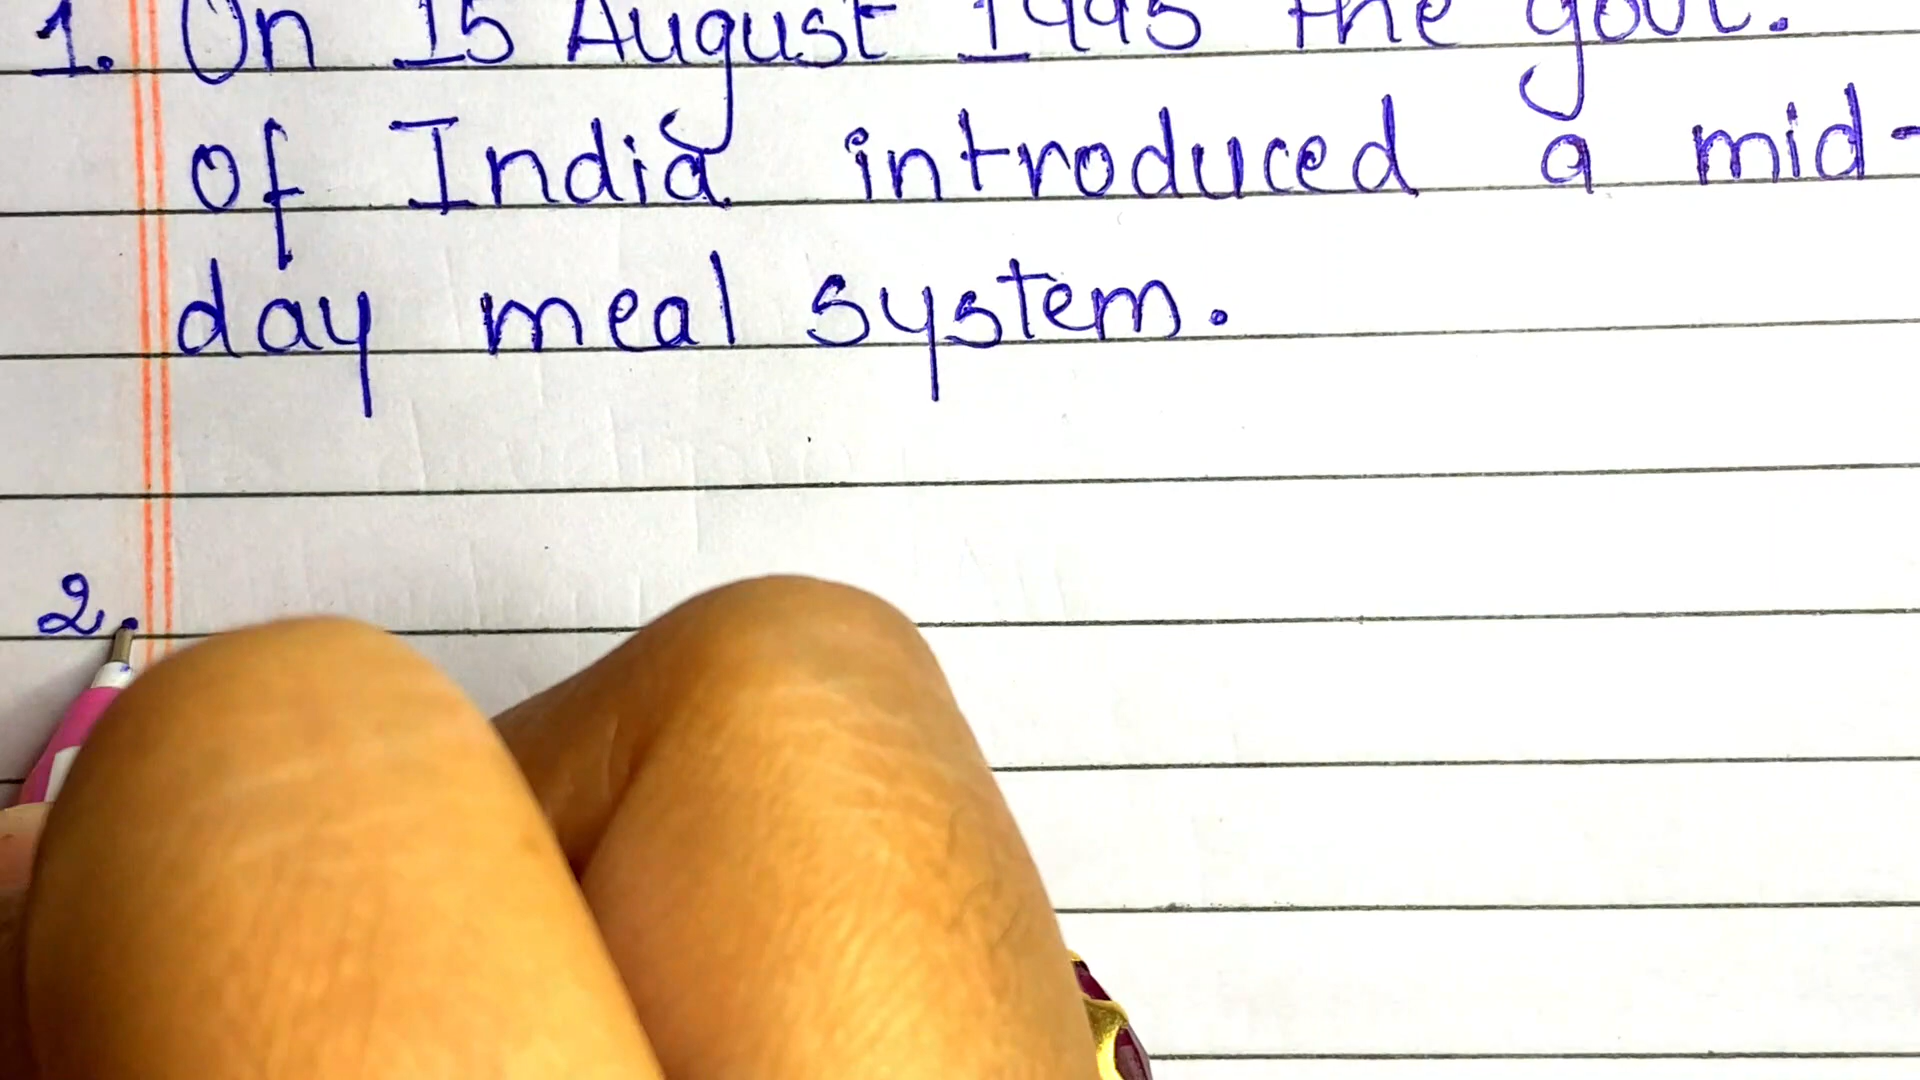 1. On 15 August 1995 the govt.
of India introduced a mid-
day meal system.
2.